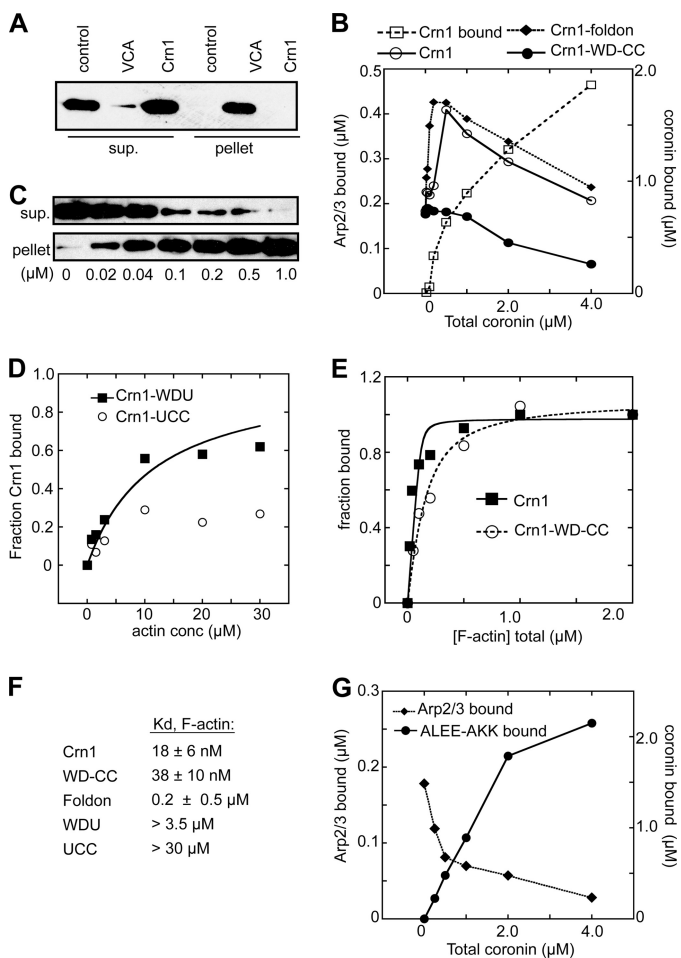 A
control
VCA
Crn1
control
VCA
Crn1
sup.
pellet
B
Crn1 bound
Crn1-foldon
Crn1
Crn1-WD-CC
0.5
0.4
0.3
0.2
0.1
0
Arp2/3 bound (µM)
2.0
1.0
0
coronin bound (µM)
0
2.0
4.0
Total coronin (µM)
C
sup.
pellet
(µM)
0
0.02
0.04
0.1
0.2
0.5
1.0
D
Crn1-WDU
Crn1-UCC
1.0
0.8
0.6
0.4
0.2
0
Fraction Crn1 bound
0
10
20
30
actin conc (µM)
E
1.2
0.8
0.4
0
fraction bound
Crn1
Crn1-WD-CC
0
1.0
2.0
[F-actin] total (µM)
F
Kd, F-actin:
Crn1 18 ± 6 nM
WD-CC 38 ± 10 nM
Foldon 0.2 ± 0.5 µM
WDU > 3.5 µM
UCC > 30 µM
G
Arp2/3 bound
ALEE-AKK bound
0.3
0.2
0.1
0
Arp2/3 bound (µM)
2.0
1.0
0
coronin bound (µM)
0
2.0
4.0
Total coronin (µM)